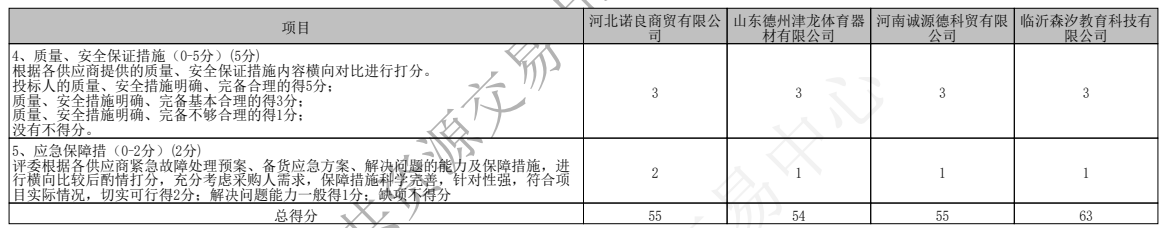 项目
河北诺良商贸有限公
司
山东德州津龙体育器
材有限公司
河南诚源德科贸有限
公司
临沂森汐教育科技有
限公司
4、质量、安全保证措施（0-5分）(5分)
根据各供应商提供的质量、安全保证措施内容横向对比进行打分。
投标人的质量、安全措施明确、完备合理的得5分；
质量、安全措施明确、完备基本合理的得3分；
质量、安全措施明确、完备不够合理的得1分；
没有不得分。
3
3
3
3
5、应急保障措（0-2分）(2分)
评委根据各供应商紧急故障处理预案、备货应急方案、解决问题的能力及保障措施，进
行横向比较后酌情打分，充分考虑采购人需求，保障措施科学完善，针对性强，符合项
目实际情况，切实可行得2分；解决问题能力一般得1分；缺项不得分
2
1
1
1
总得分
55
54
55
63
共资源交易中
易中心